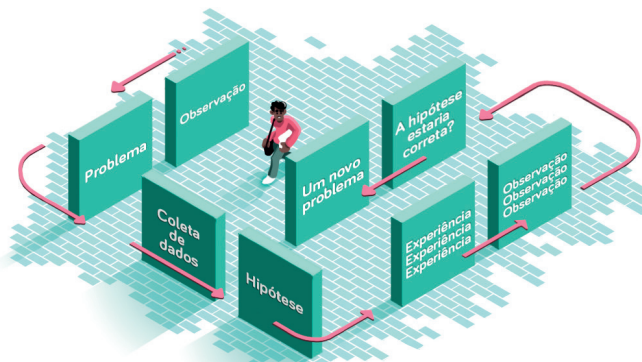 Observação
Problema
Coleta
de
dados
Hipótese
Experiência
Experiência
Experiência
Observação
Observação
Observação
A hipótese
estaria
correta?
Um novo
problema